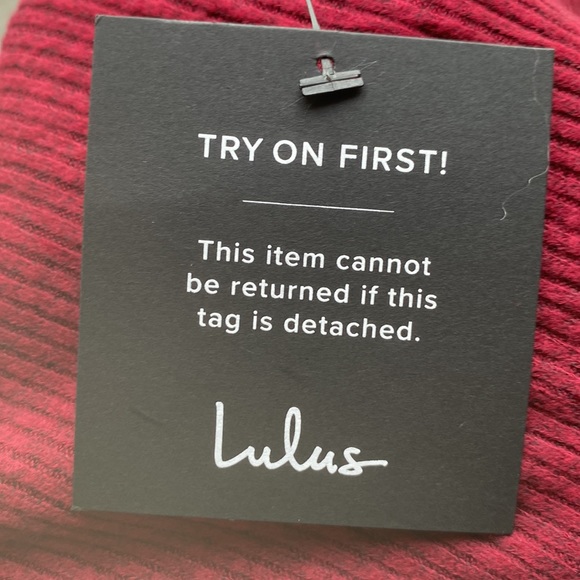 TRY ON FIRST!
This item cannot
be returned if this
tag is detached.
Lulus